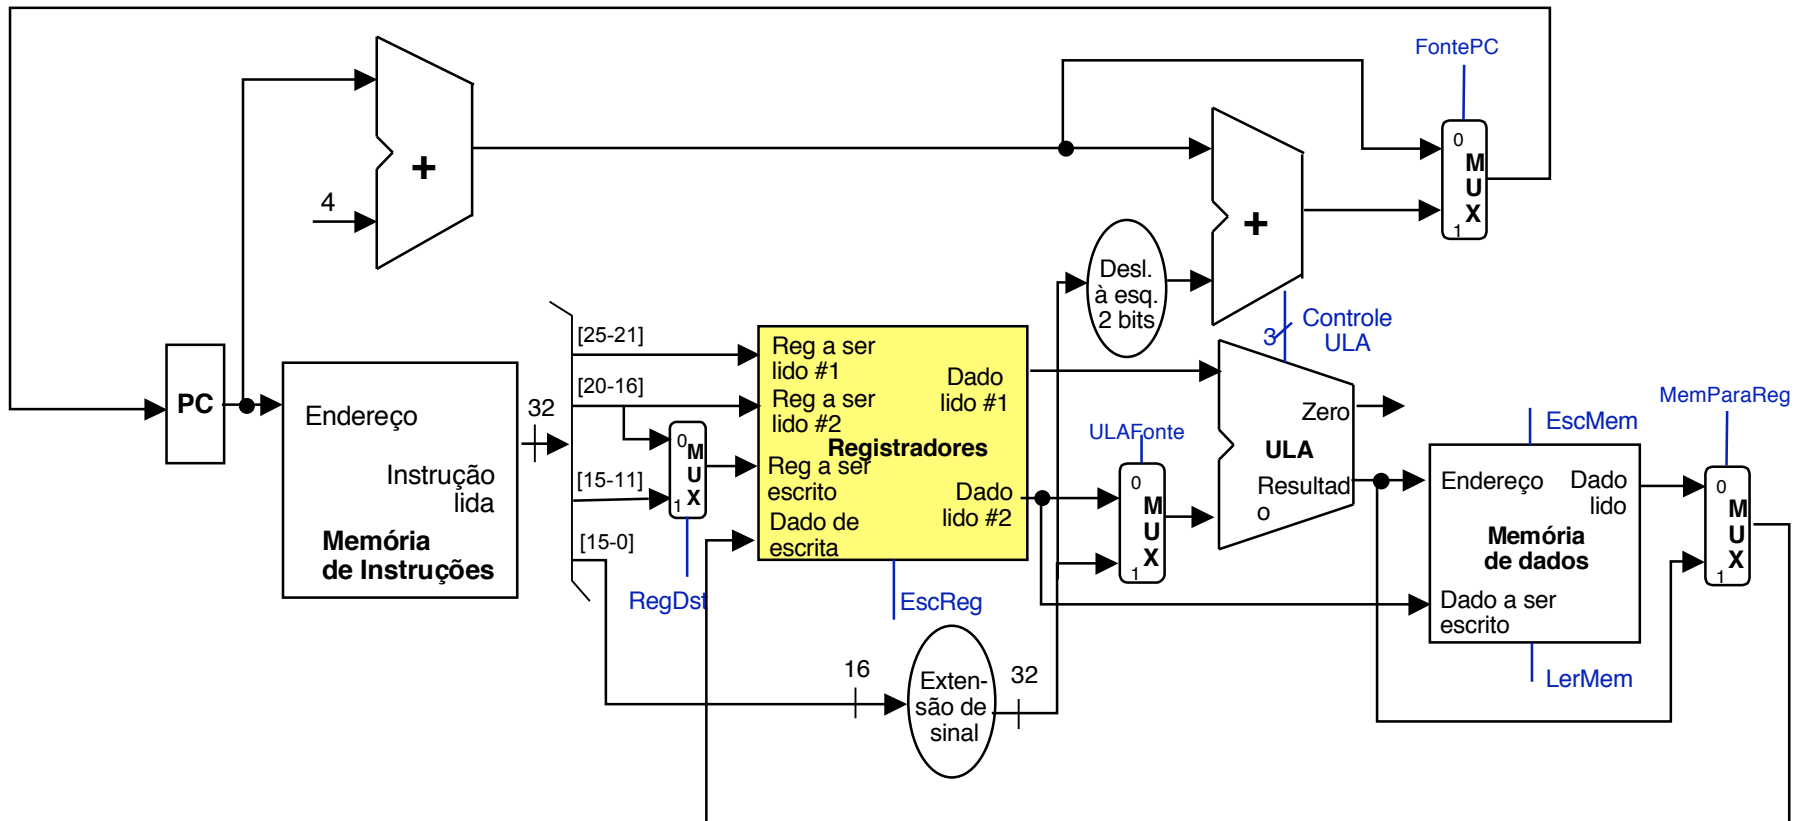 FontePC
0
M
U
X
1
4
+
+
Desl.
à esq.
2 bits
3
Controle
ULA
PC
Endereço
Instrução
lida
Memória
de Instruções
32
[25-21]
[20-16]
[15-11]
[15-0]
0
M
U
X
1
RegDst
Reg a ser
lido #1
Reg a ser
lido #2
Registradores
Reg a ser
escrito
Dado de
escrita
Dado
lido #1
Dado
lido #2
EscReg
16
Exten-
são de
sinal
32
ULAFonte
0
M
U
X
1
Zero
ULA
Resultad
o
EscMem
Endereço
Dado
lido
Memória
de dados
Dado a ser
escrito
LerMem
MemParaReg
0
M
U
X
1